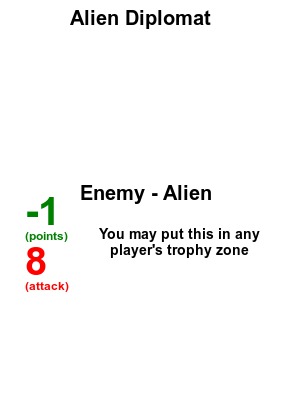 Alien Diplomat
Enemy - Alien
-1
(points)
You may put this in any
player's trophy zone
8
(attack)